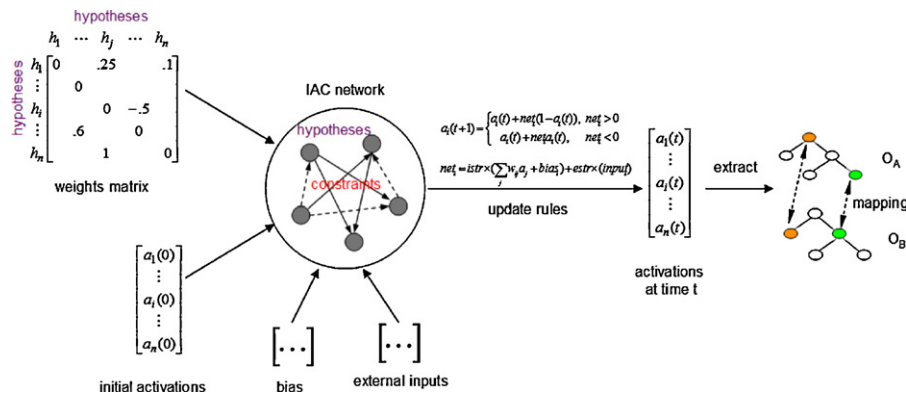 hypotheses
h1 ... hj ... hn
hypotheses
h1 0 .25 .1
⋮ 0
hi 0 -.5
⋮ .6 0
hn 1 0
weights matrix
IAC network
hypotheses
constraints
ai(t+1)= { ai(t)+neti(1-ai(t)), neti>0
ai(t)+netiai(t), neti<0
neti=istr×(∑j wijaj+biasi)+estr×(inputi)
update rules
a1(t)
⋮
ai(t)
⋮
an(t)
activations
at time t
extract
OA
mapping
OB
a1(0)
⋮
ai(0)
⋮
an(0)
initial activations
[...]
bias
[...]
external inputs